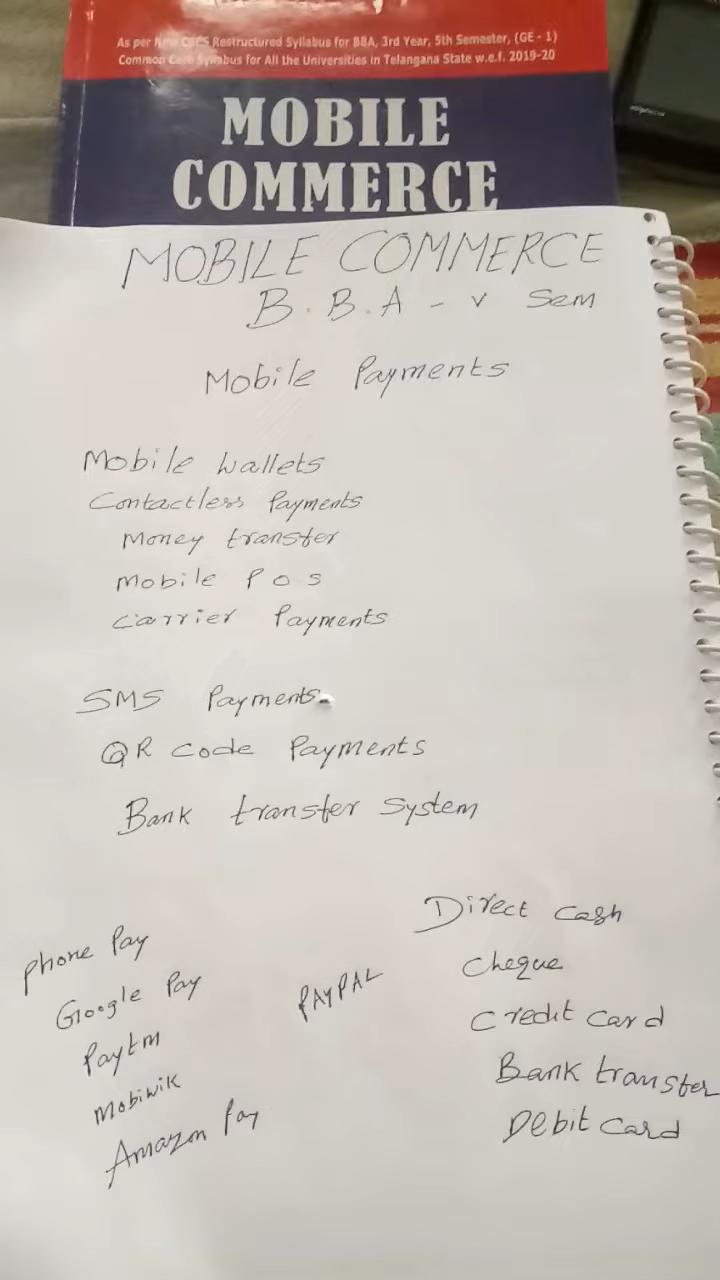 As per New CBCS Restructured Syllabus for BBA, 3rd Year, 5th Semester, (GE - 1)
Common Core Syllabus for All the Universities in Telangana State w.e.f. 2019-20
MOBILE
COMMERCE
MOBILE COMMERCE
B.B.A - V Sem
Mobile Payments
Mobile wallets
Contactless Payments
Money transfer
Mobile POS
Carrier Payments
SMS Payments
QR code Payments
Bank transfer System
Phone Pay
Google Pay
Paytm
Mobiwik
Amazon Pay
PAYPAL
Direct cash
Cheque
Credit card
Bank transfer
Debit card